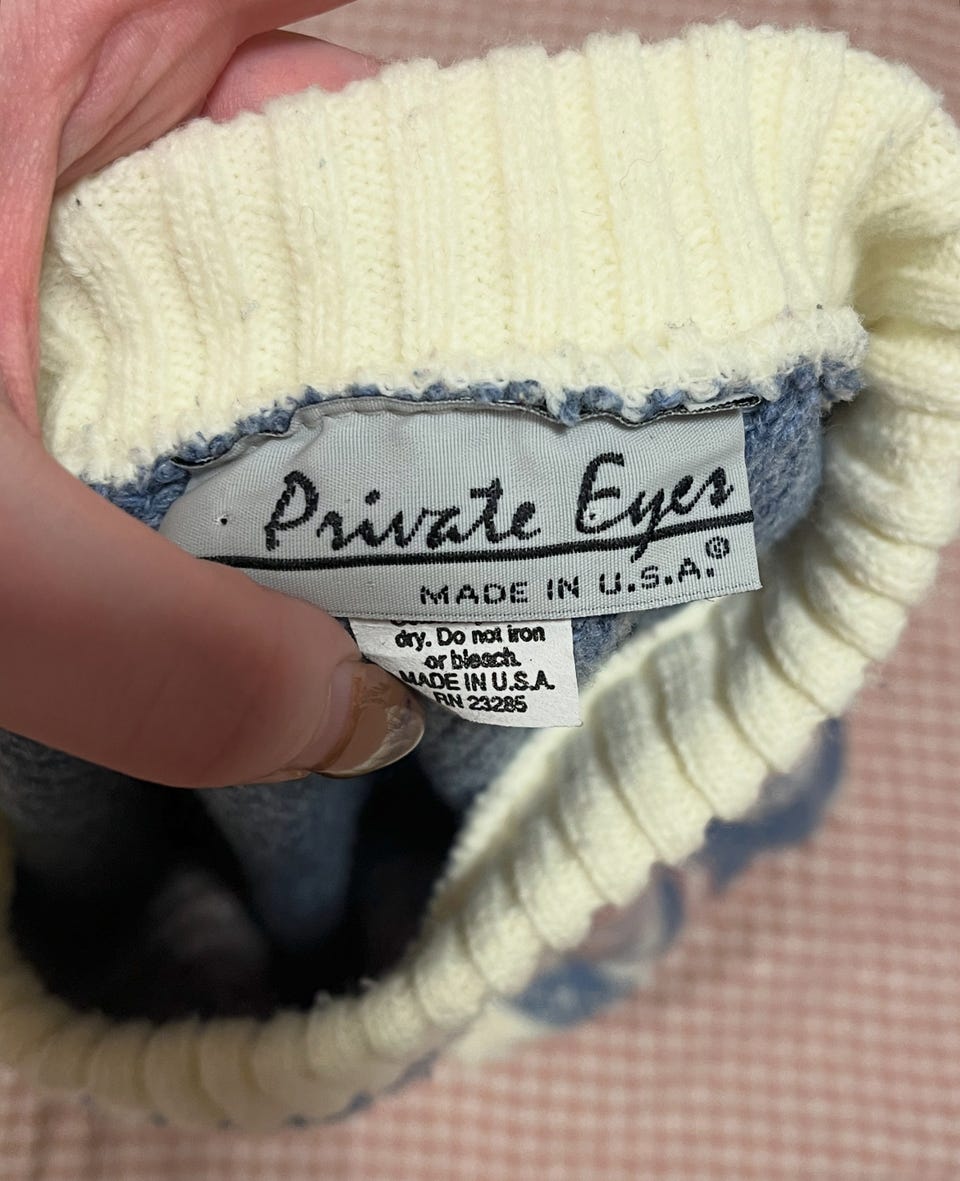 Private Eyes
MADE IN U.S.A.®
dry. Do not iron
or bleach.
MADE IN U.S.A.
RN 23285